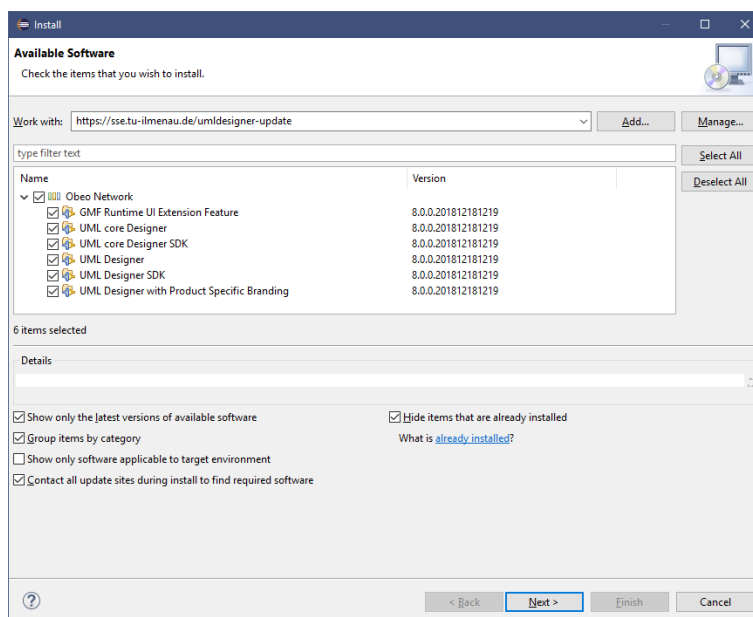 Install
Available Software
Check the items that you wish to install.
Work with: https://sse.tu-ilmenau.de/umldesigner-update Add... Manage...
type filter text Select All
Name Version Deselect All
Obeo Network
GMF Runtime UI Extension Feature 8.0.0.201812181219
UML core Designer 8.0.0.201812181219
UML core Designer SDK 8.0.0.201812181219
UML Designer 8.0.0.201812181219
UML Designer SDK 8.0.0.201812181219
UML Designer with Product Specific Branding 8.0.0.201812181219
6 items selected
Details
Show only the latest versions of available software Hide items that are already installed
Group items by category What is already installed?
Show only software applicable to target environment
Contact all update sites during install to find required software
? < Back Next > Finish Cancel